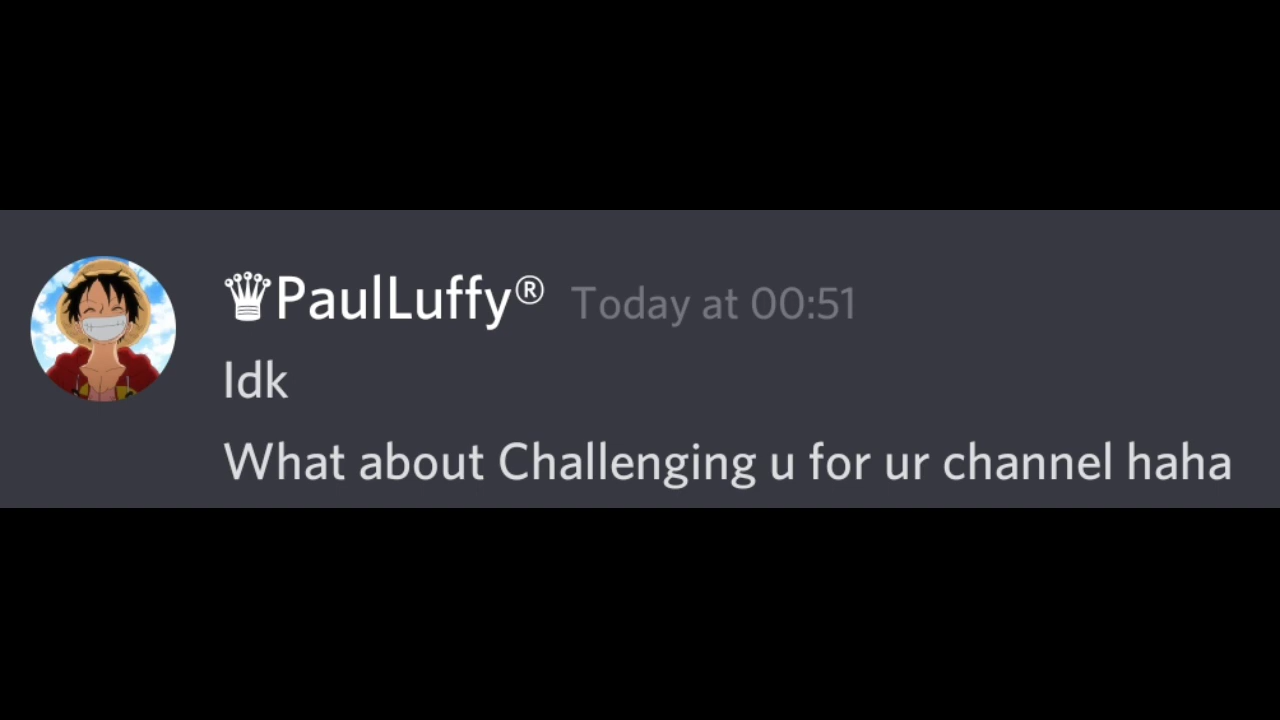 ♛PaulLuffy® Today at 00:51
Idk
What about Challenging u for ur channel haha